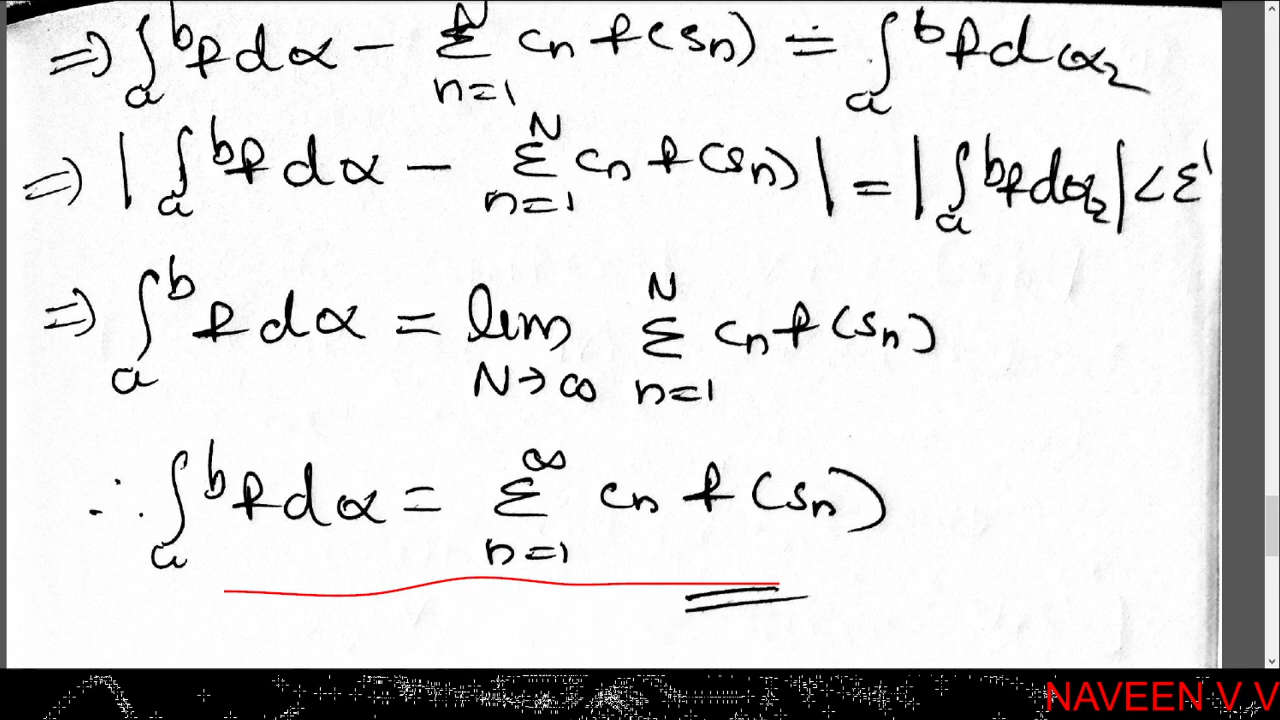 ⇒ ∫_a^b f dα − Σ_{n=1}^N c_n f(s_n) = ∫_a^b f dα_2
⇒ |∫_a^b f dα − Σ_{n=1}^N c_n f(s_n)| = |∫_a^b f dα_2| < ε'
⇒ ∫_a^b f dα = lim_{N→∞} Σ_{n=1}^N c_n f(s_n)
∴ ∫_a^b f dα = Σ_{n=1}^∞ c_n f(s_n)
NAVEEN V V